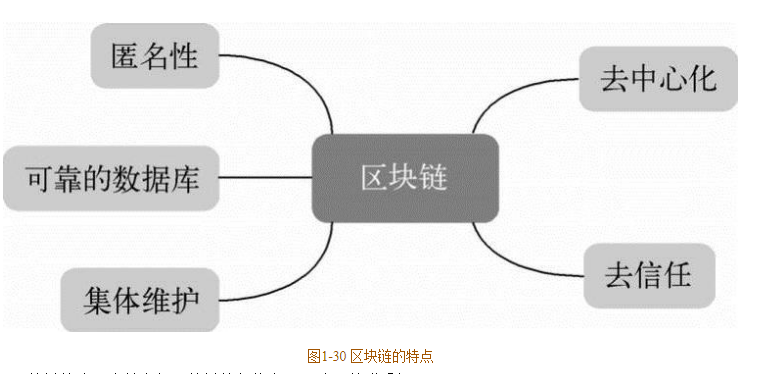 匿名性
去中心化
可靠的数据库
区块链
集体维护
去信任
图1-30 区块链的特点